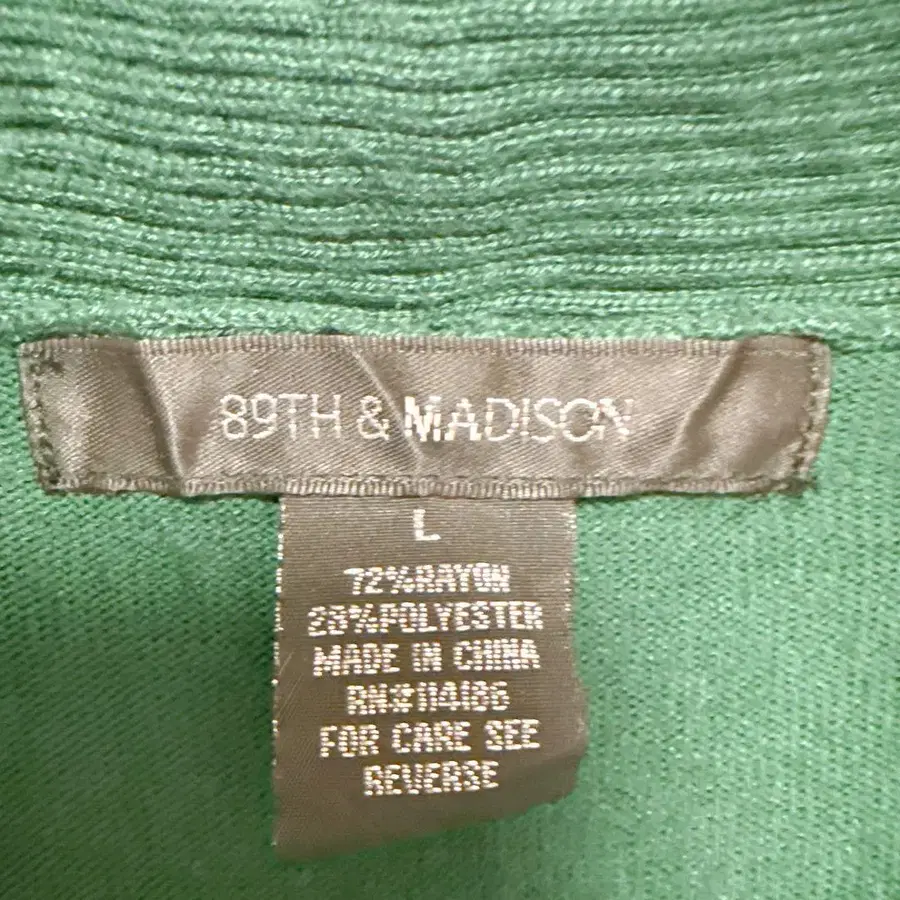 89TH & MADISON
L
72%RAYON
28%POLYESTER
MADE IN CHINA
RN#114186
FOR CARE SEE
REVERSE